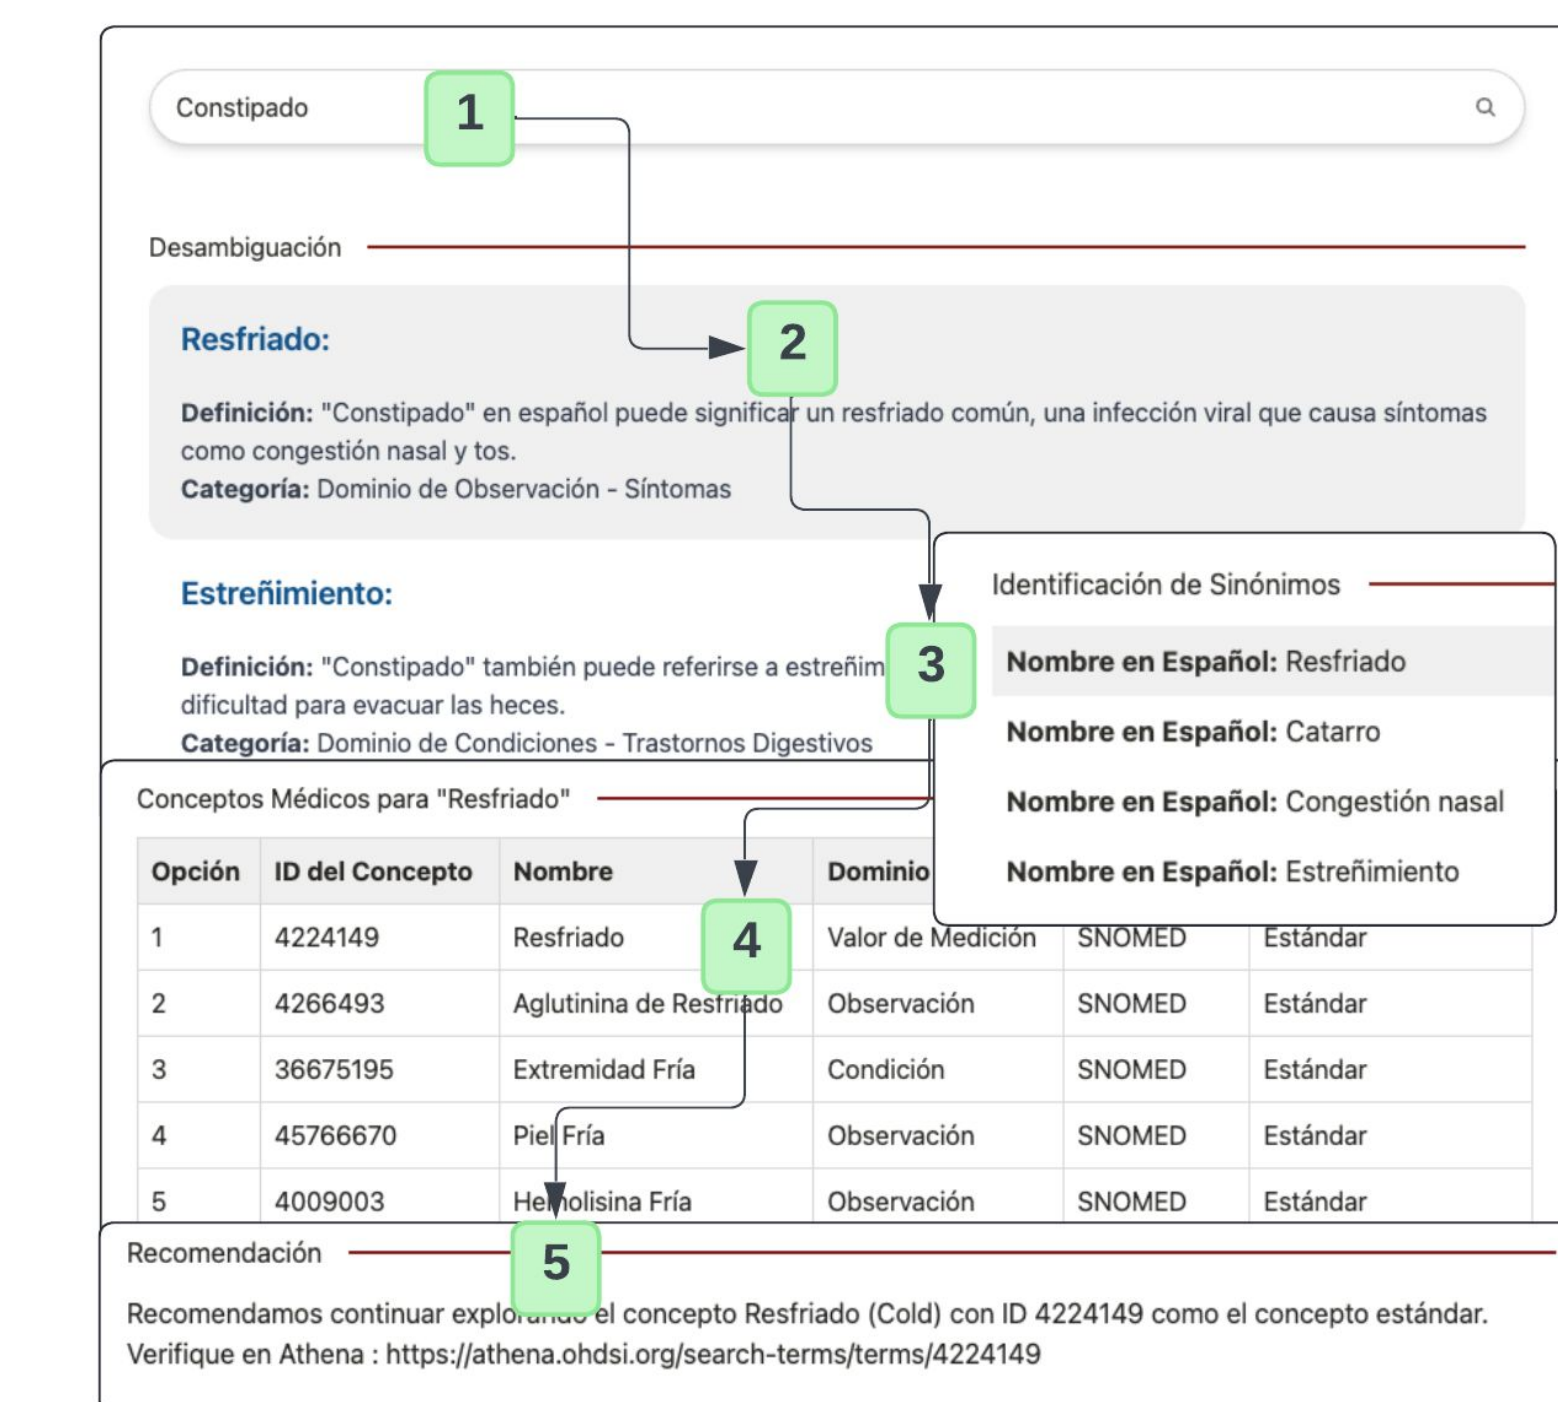 Constipado
1
Desambiguación
Resfriado:
2
Definición: "Constipado" en español puede significar un resfriado común, una infección viral que causa síntomas
como congestión nasal y tos.
Categoría: Dominio de Observación - Síntomas
Estreñimiento:
Definición: "Constipado" también puede referirse a
dificultad para evacuar las heces.
Categoría: Dominio de Condiciones - Trastornos Digestivos
3
Identificación de Sinónimos
Nombre en Español: Resfriado
Nombre en Español: Catarro
Nombre en Español: Congestión nasal
Nombre en Español: Estreñimiento
Conceptos Médicos para "Resfriado"
Opción ID del Concepto Nombre Dominio
1 4224149 Resfriado Valor de Medición SNOMED Estándar
4
2 4266493 Aglutinina de Resfriado Observación SNOMED Estándar
3 36675195 Extremidad Fría Condición SNOMED Estándar
4 45766670 Piel Fría Observación SNOMED Estándar
5 4009003 Hemolisina Fría Observación SNOMED Estándar
Recomendación
5
Recomendamos continuar explorando el concepto Resfriado (Cold) con ID 4224149 como el concepto estándar.
Verifique en Athena : https://athena.ohdsi.org/search-terms/terms/4224149